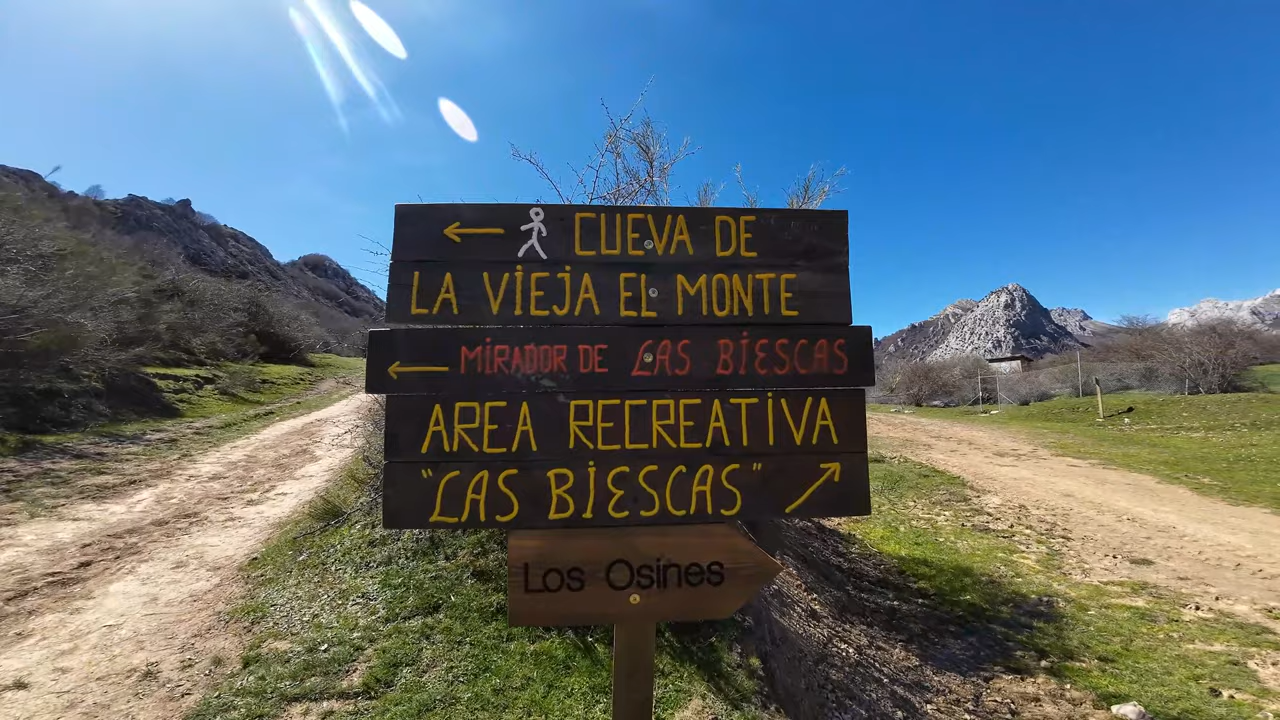 CUEVA DE
LA VIEJA EL MONTE
MIRADOR DE LAS BIESCAS
AREA RECREATIVA
"LAS BIESCAS"
Los Osines